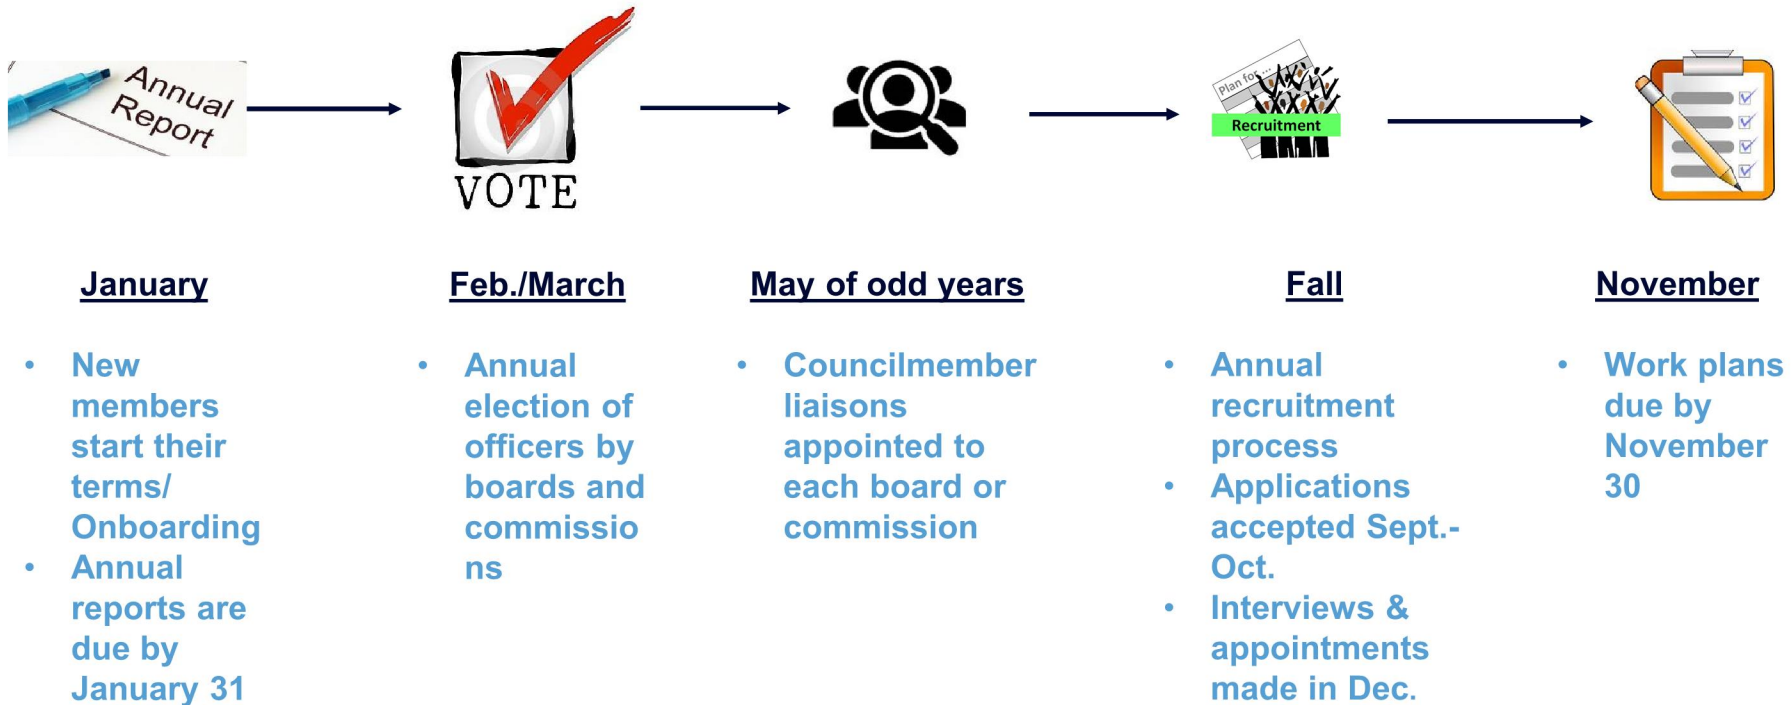 Annual
Report
VOTE
Plan for ...
Recruitment
January
• New
members
start their
terms/
Onboarding
• Annual
reports are
due by
January 31
Feb./March
• Annual
election of
officers by
boards and
commissio
ns
May of odd years
• Councilmember
liaisons
appointed to
each board or
commission
Fall
• Annual
recruitment
process
• Applications
accepted Sept.-
Oct.
• Interviews &
appointments
made in Dec.
November
• Work plans
due by
November
30